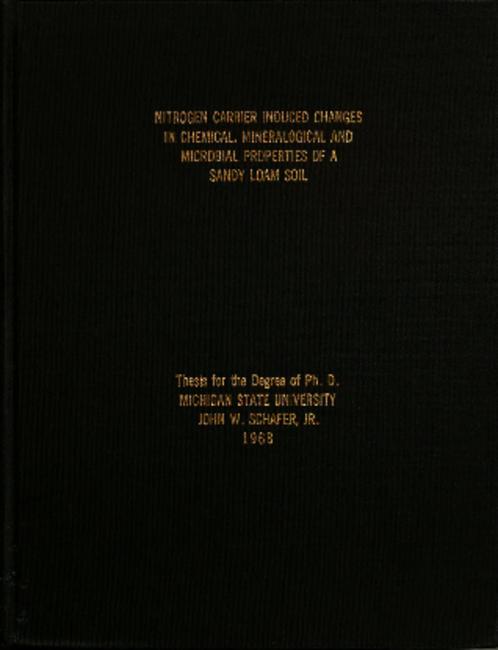 NITROGEN CARRIER INDUCED CHANGES
IN CHEMICAL, MINERALOGICAL AND
MICROBIAL PROPERTIES OF A
SANDY LOAM SOIL
Thesis for the Degree of Ph. D.
MICHIGAN STATE UNIVERSITY
JOHN W. SCHAFER, JR.
1968